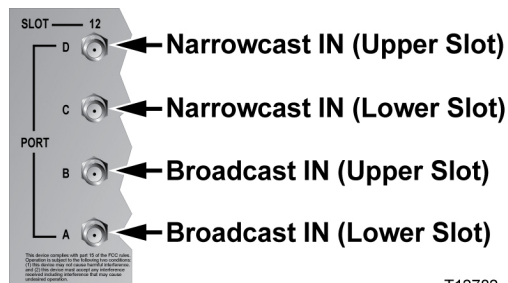 SLOT 12
D Narrowcast IN (Upper Slot)
C Narrowcast IN (Lower Slot)
PORT
B Broadcast IN (Upper Slot)
A Broadcast IN (Lower Slot)
This device complies with part 15 of the FCC rules.
Operation is subject to the following two conditions:
(1) this device may not cause harmful interference,
and (2) this device must accept any interference
received including interference that may cause
undesired operation.